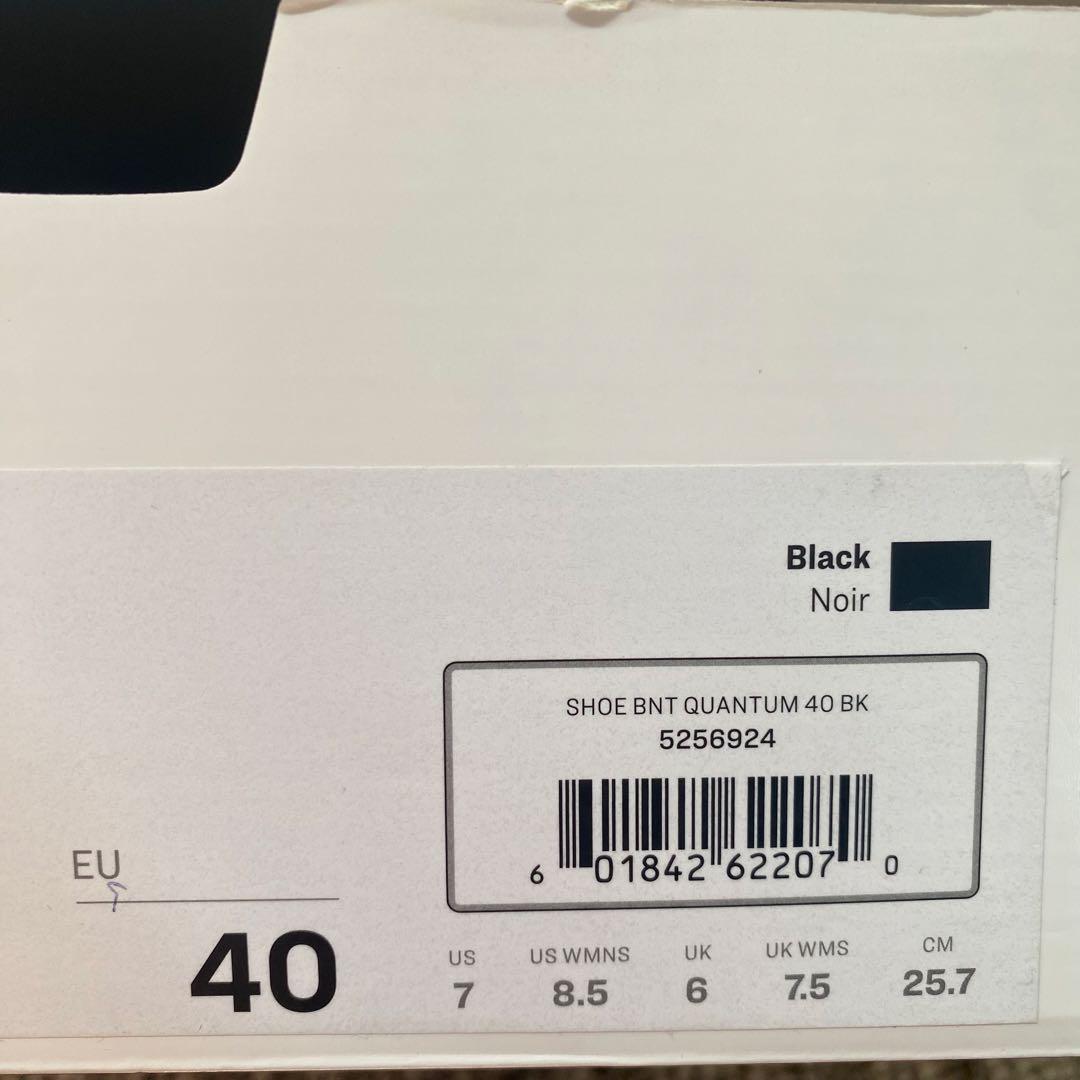 Black
Noir
SHOE BNT QUANTUM 40 BK
5256924
6 01842 62207 0
EU
40
US US WMNS UK UK WMS CM
7 8.5 6 7.5 25.7